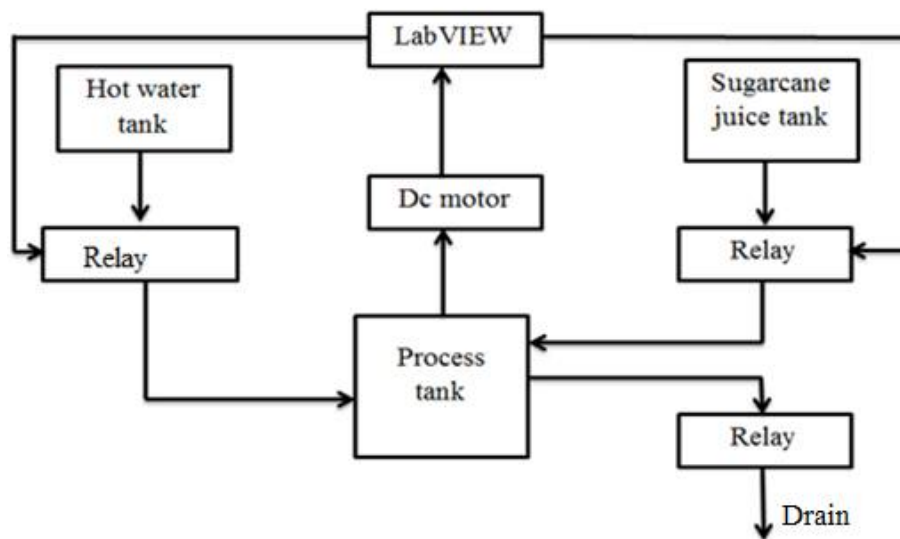 LabVIEW
Hot water
tank
Sugarcane
juice tank
Dc motor
Relay
Relay
Process
tank
Relay
Drain